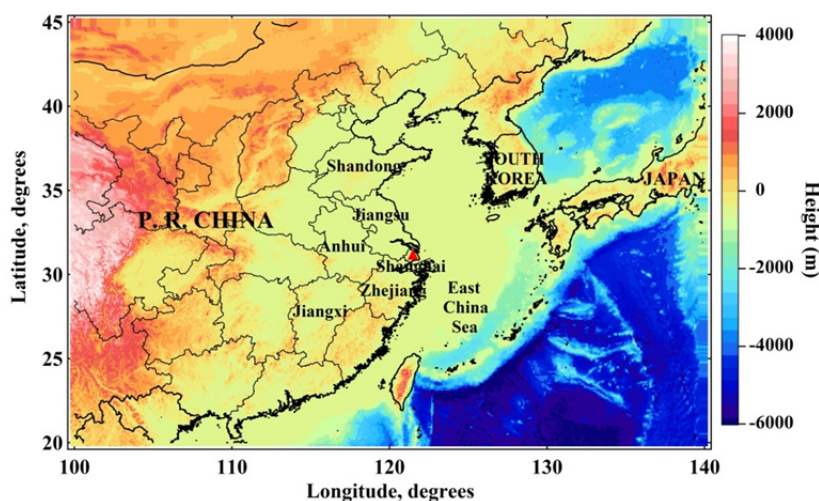 45
40
35
30
25
20
Latitude, degrees
100
110
120
130
140
Longitude, degrees
Shandong
SOUTH
KOREA
JAPAN
P. R. CHINA
Jiangsu
Anhui
Shanghai
Zhejiang
Jiangxi
East
China
Sea
4000
2000
0
-2000
-4000
-6000
Height (m)